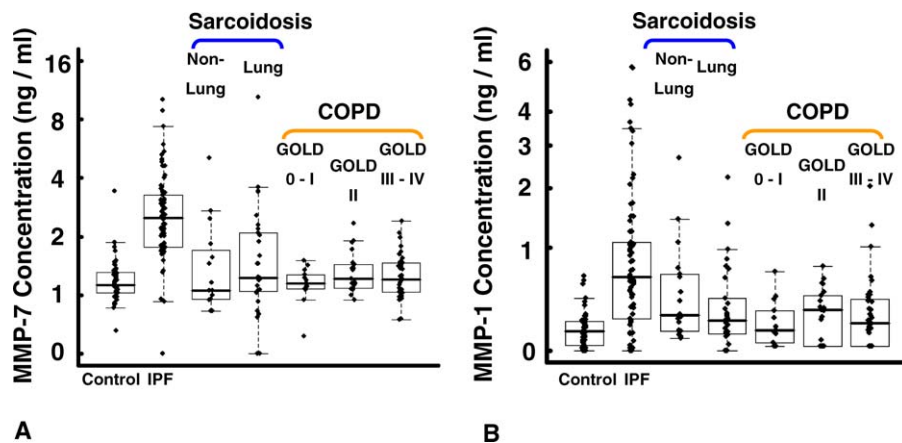 Sarcoidosis
Non-
Lung
Lung
COPD
GOLD
0 - I
GOLD
II
GOLD
III - IV
MMP-7 Concentration (ng / ml)
16
8
4
2
1
0
Control IPF
A
Sarcoidosis
Non-
Lung
Lung
COPD
GOLD
0 - I
GOLD
II
GOLD
III - IV
MMP-1 Concentration (ng / ml)
6
4
3
2
1
0
Control IPF
B